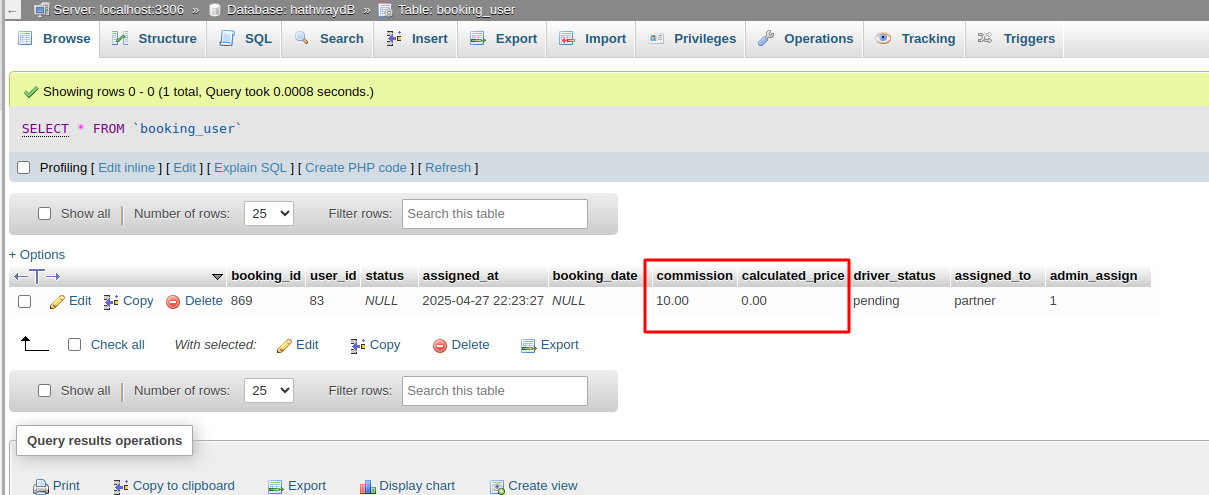 Server: localhost:3306 » Database: hathwaydB » Table: booking_user
Browse Structure SQL Search Insert Export Import Privileges Operations Tracking Triggers
Showing rows 0 - 0 (1 total, Query took 0.0008 seconds.)
SELECT * FROM `booking_user`
Profiling [ Edit inline ] [ Edit ] [ Explain SQL ] [ Create PHP code ] [ Refresh ]
Show all Number of rows: 25 Filter rows: Search this table
+ Options
←T→ booking_id user_id status assigned_at booking_date commission calculated_price driver_status assigned_to admin_assign
Edit Copy Delete 869 83 NULL 2025-04-27 22:23:27 NULL 10.00 0.00 pending partner 1
Check all With selected: Edit Copy Delete Export
Show all Number of rows: 25 Filter rows: Search this table
Query results operations
Print Copy to clipboard Export Display chart Create view